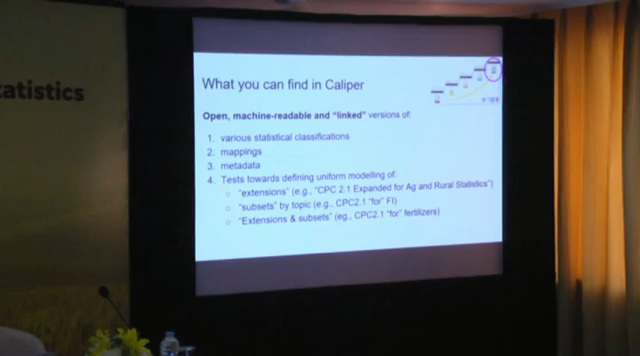 atistics
What you can find in Caliper
Open, machine-readable and "linked" versions of:
1. various statistical classifications
2. mappings
3. metadata
4. Tests towards defining uniform modelling of:
○ "extensions" (e.g., "CPC 2.1 Expanded for Ag and Rural Statistics")
○ "subsets" by topic (e.g., CPC2.1 "for" FI)
○ "Extensions & subsets" (eg., CPC2.1 "for" fertilizers)